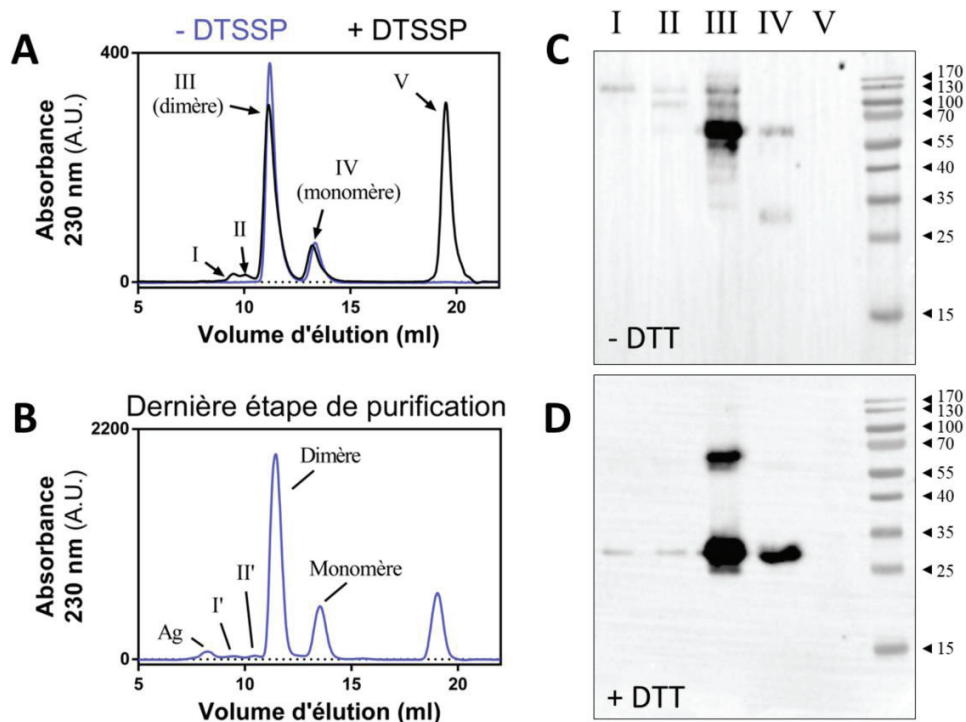 A
- DTSSP
+ DTSSP
400
0
Absorbance
230 nm (A.U.)
III
(dimère)
V
IV
(monomère)
I
II
5
10
15
20
Volume d'élution (ml)
B
Dernière étape de purification
2200
0
Absorbance
230 nm (A.U.)
Dimère
Monomère
Ag
I'
II'
5
10
15
20
Volume d'élution (ml)
C
I
II
III
IV
V
170
130
100
70
55
40
35
25
15
- DTT
D
170
130
100
70
55
40
35
25
15
+ DTT